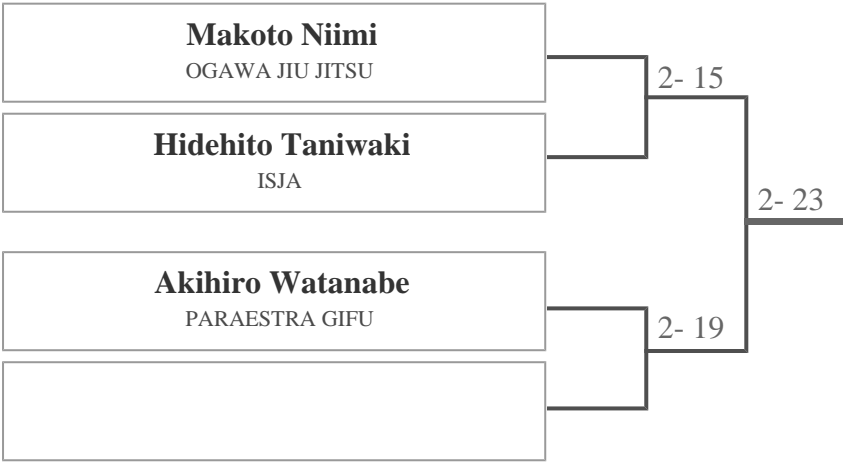 Makoto Niimi
OGAWA JIU JITSU
2- 15
Hidehito Taniwaki
ISJA
2- 23
Akihiro Watanabe
PARAESTRA GIFU
2- 19